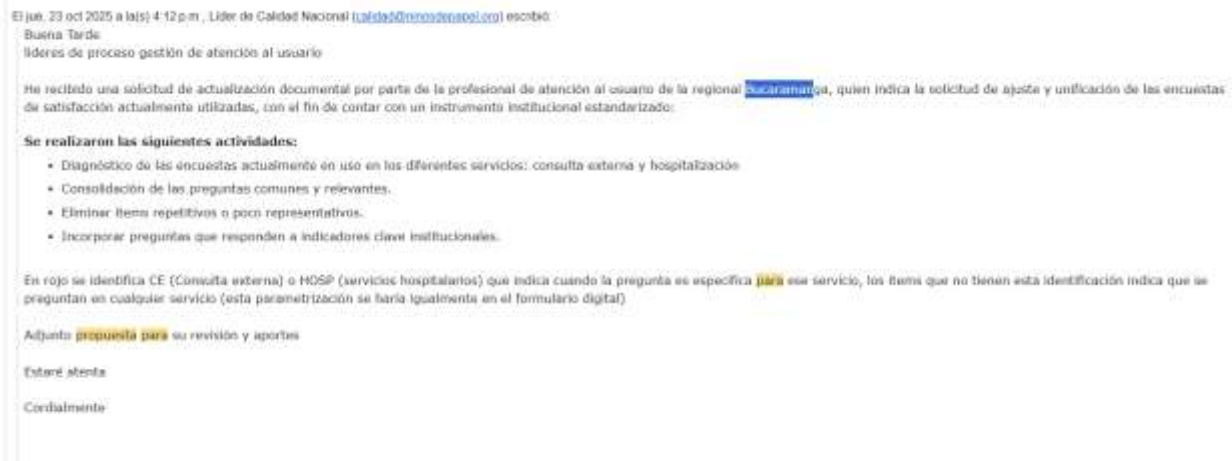 El jue, 23 oct 2025 a la(s) 4:12 p.m., Lider de Calidad Nacional (calidad@ninosdepapel.org) escribió:
Buena Tarde
lideres de proceso gestión de atención al usuario
He recibido una solicitud de actualización documental por parte de la profesional de atención al usuario de la regional Bucaramanga, quien indica la solicitud de ajuste y unificación de las encuestas
de satisfacción actualmente utilizadas, con el fin de contar con un instrumento institucional estandarizado:
Se realizaron las siguientes actividades:
• Diagnóstico de las encuestas actualmente en uso en los diferentes servicios: consulta externa y hospitalización
• Consolidación de las preguntas comunes y relevantes.
• Eliminar ítems repetitivos o poco representativos.
• Incorporar preguntas que responden a indicadores clave institucionales.
En rojo se identifica CE (Consulta externa) o HOSP (servicios hospitalarios) que indica cuando la pregunta es específica para ese servicio, los ítems que no tienen esta identificación indica que se
preguntan en cualquier servicio (esta parametrización se haría igualmente en el formulario digital)
Adjunto propuesta para su revisión y aportes
Estaré atenta
Cordialmente